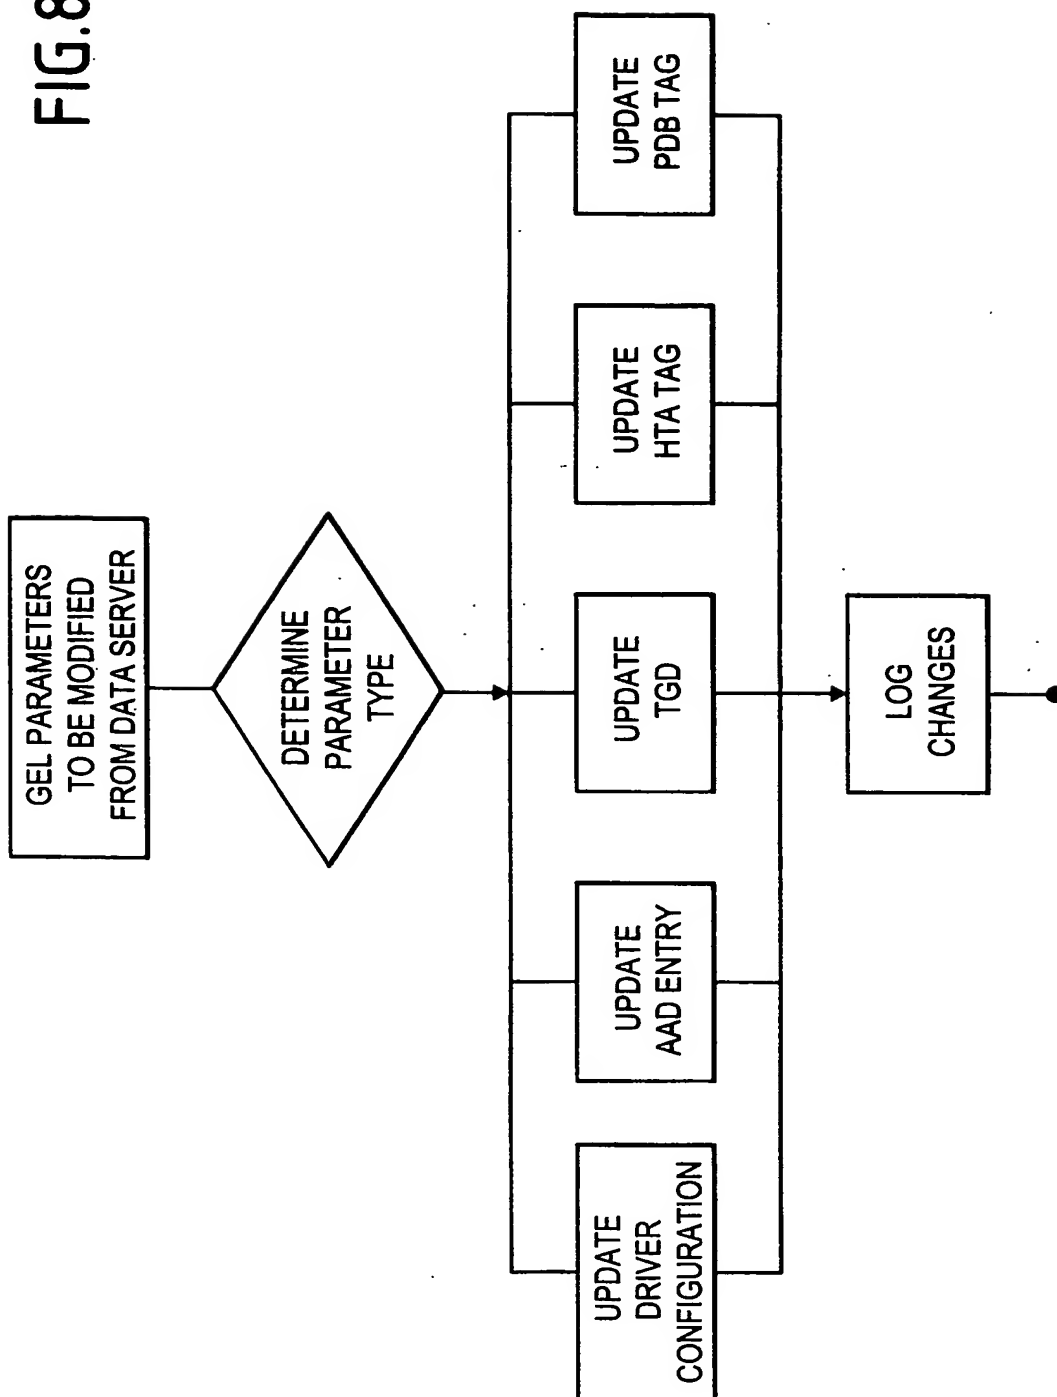 FIG.8
GEL PARAMETERS
TO BE MODIFIED
FROM DATA SERVER
DETERMINE
PARAMETER
TYPE
UPDATE
DRIVER
CONFIGURATION
UPDATE
AAD ENTRY
UPDATE
TGD
UPDATE
HTA TAG
UPDATE
PDB TAG
LOG
CHANGES